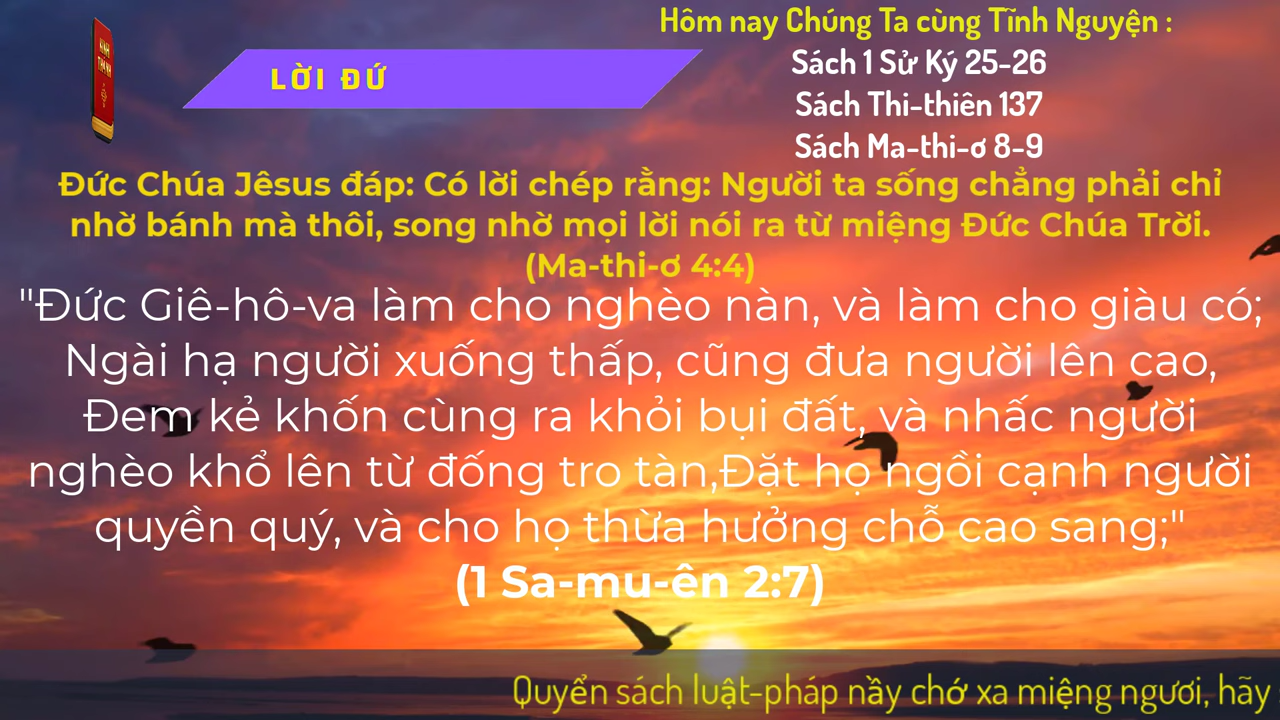 KINH
THÁNH
LỜI ĐỨ
Hôm nay Chúng Ta cùng Tĩnh Nguyện :
Sách 1 Sử Ký 25-26
Sách Thi-thiên 137
Sách Ma-thi-ơ 8-9
Đức Chúa Jêsus đáp: Có lời chép rằng: Người ta sống chẳng phải chỉ
nhờ bánh mà thôi, song nhờ mọi lời nói ra từ miệng Đức Chúa Trời.
(Ma-thi-ơ 4:4)
"Đức Giê-hô-va làm cho nghèo nàn, và làm cho giàu có;
Ngài hạ người xuống thấp, cũng đưa người lên cao,
Đem kẻ khốn cùng ra khỏi bụi đất, và nhấc người
nghèo khổ lên từ đống tro tàn,Đặt họ ngồi cạnh người
quyền quý, và cho họ thừa hưởng chỗ cao sang;"
(1 Sa-mu-ên 2:7)
Quyển sách luật-pháp nầy chớ xa miệng ngươi, hãy